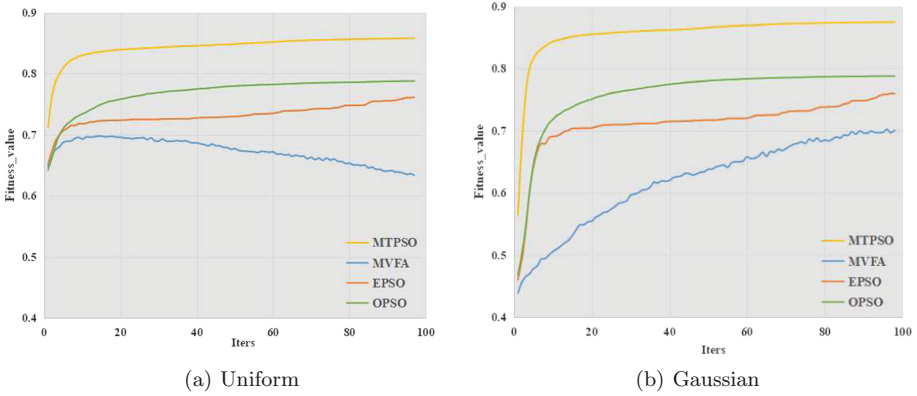 0.9
0.8
0.7
0.6
0.5
0.4
Fitness_value
0 20 40 60 80 100
Iters
MTPSO
MVFA
EPSO
OPSO
(a) Uniform
0.9
0.8
0.7
0.6
0.5
0.4
Fitness_value
0 20 40 60 80 100
Iters
MTPSO
MVFA
EPSO
OPSO
(b) Gaussian